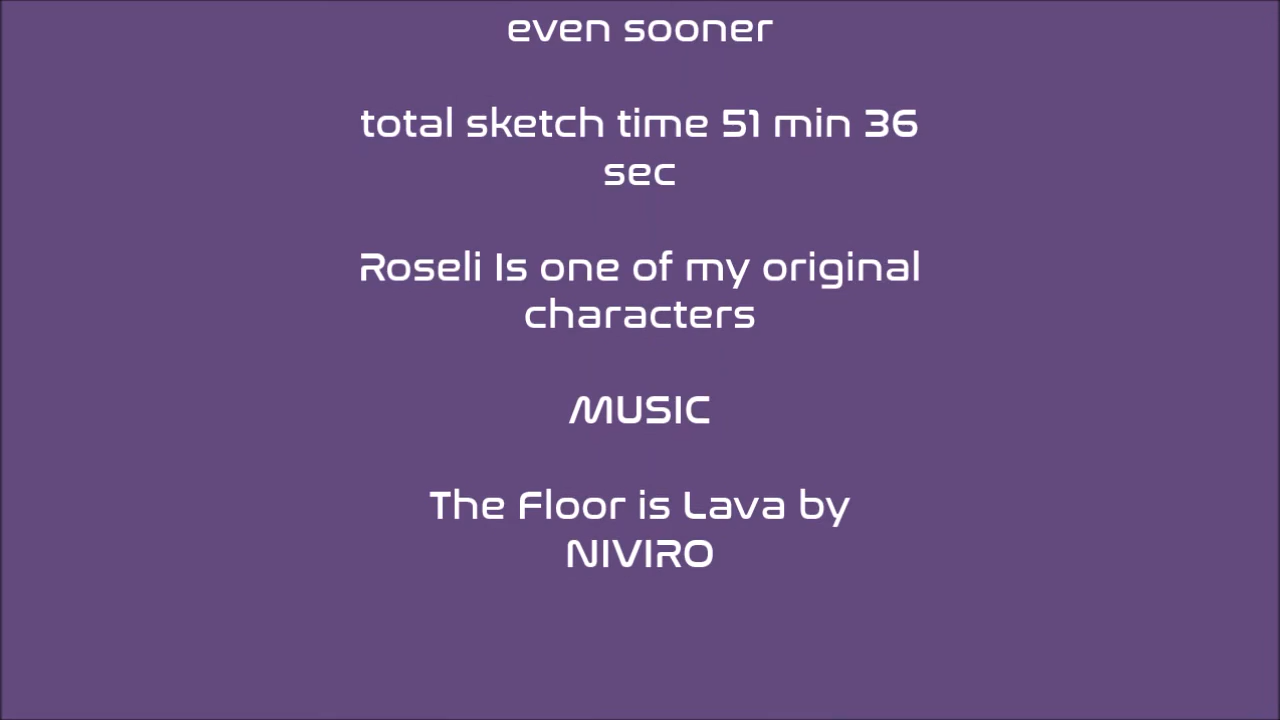 even sooner
total sketch time 51 min 36
sec
Roseli Is one of my original
characters
MUSIC
The Floor is Lava by
NIVIRO